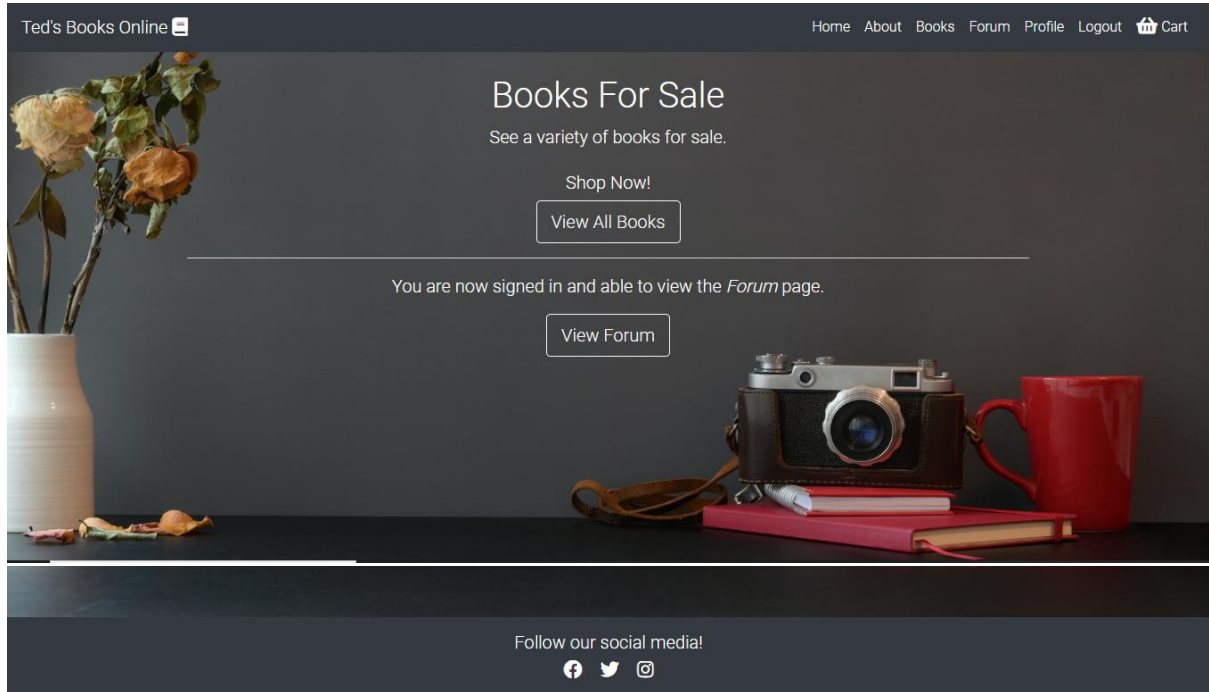 Ted's Books Online
Home About Books Forum Profile Logout Cart
Books For Sale
See a variety of books for sale.
Shop Now!
View All Books
You are now signed in and able to view the Forum page.
View Forum
Follow our social media!